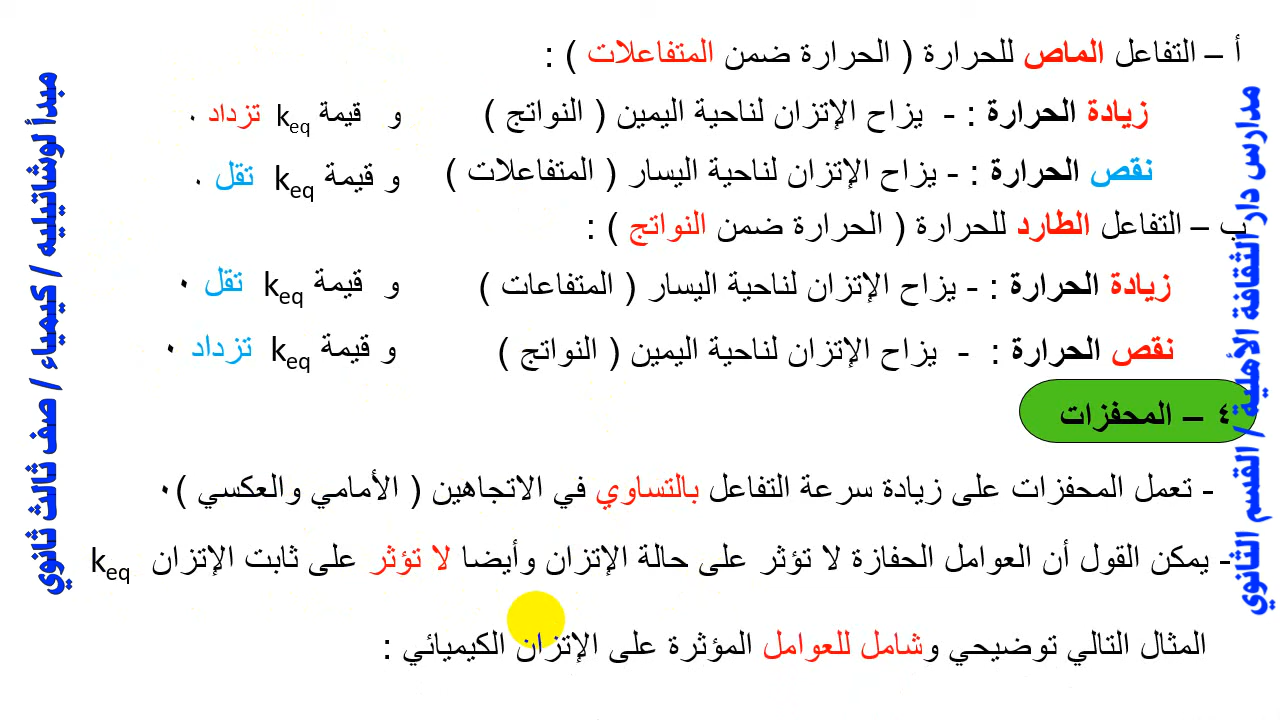 أ – التفاعل الماص للحرارة ( الحرارة ضمن المتفاعلات ) :
زيادة الحرارة : - يزاح الإتزان لناحية اليمين ( النواتج ) و قيمة keq تزداد ٠
نقص الحرارة : - يزاح الإتزان لناحية اليسار ( المتفاعلات ) و قيمة keq تقل ٠
ب – التفاعل الطارد للحرارة ( الحرارة ضمن النواتج ) :
زيادة الحرارة : - يزاح الإتزان لناحية اليسار ( المتفاعات ) و قيمة keq تقل ٠
نقص الحرارة : - يزاح الإتزان لناحية اليمين ( النواتج ) و قيمة keq تزداد ٠
٤ – المحفزات
- تعمل المحفزات على زيادة سرعة التفاعل بالتساوي في الاتجاهين ( الأمامي والعكسي ) ٠
- يمكن القول أن العوامل الحفازة لا تؤثر على حالة الإتزان وأيضا لا تؤثر على ثابت الإتزان keq
المثال التالي توضيحي وشامل للعوامل المؤثرة على الإتزان الكيميائي :
مدارس دار الثقافة الأهلية / القسم الثانوي
مبدأ لوشاتيليه / كيمياء / صف ثالث ثانوي